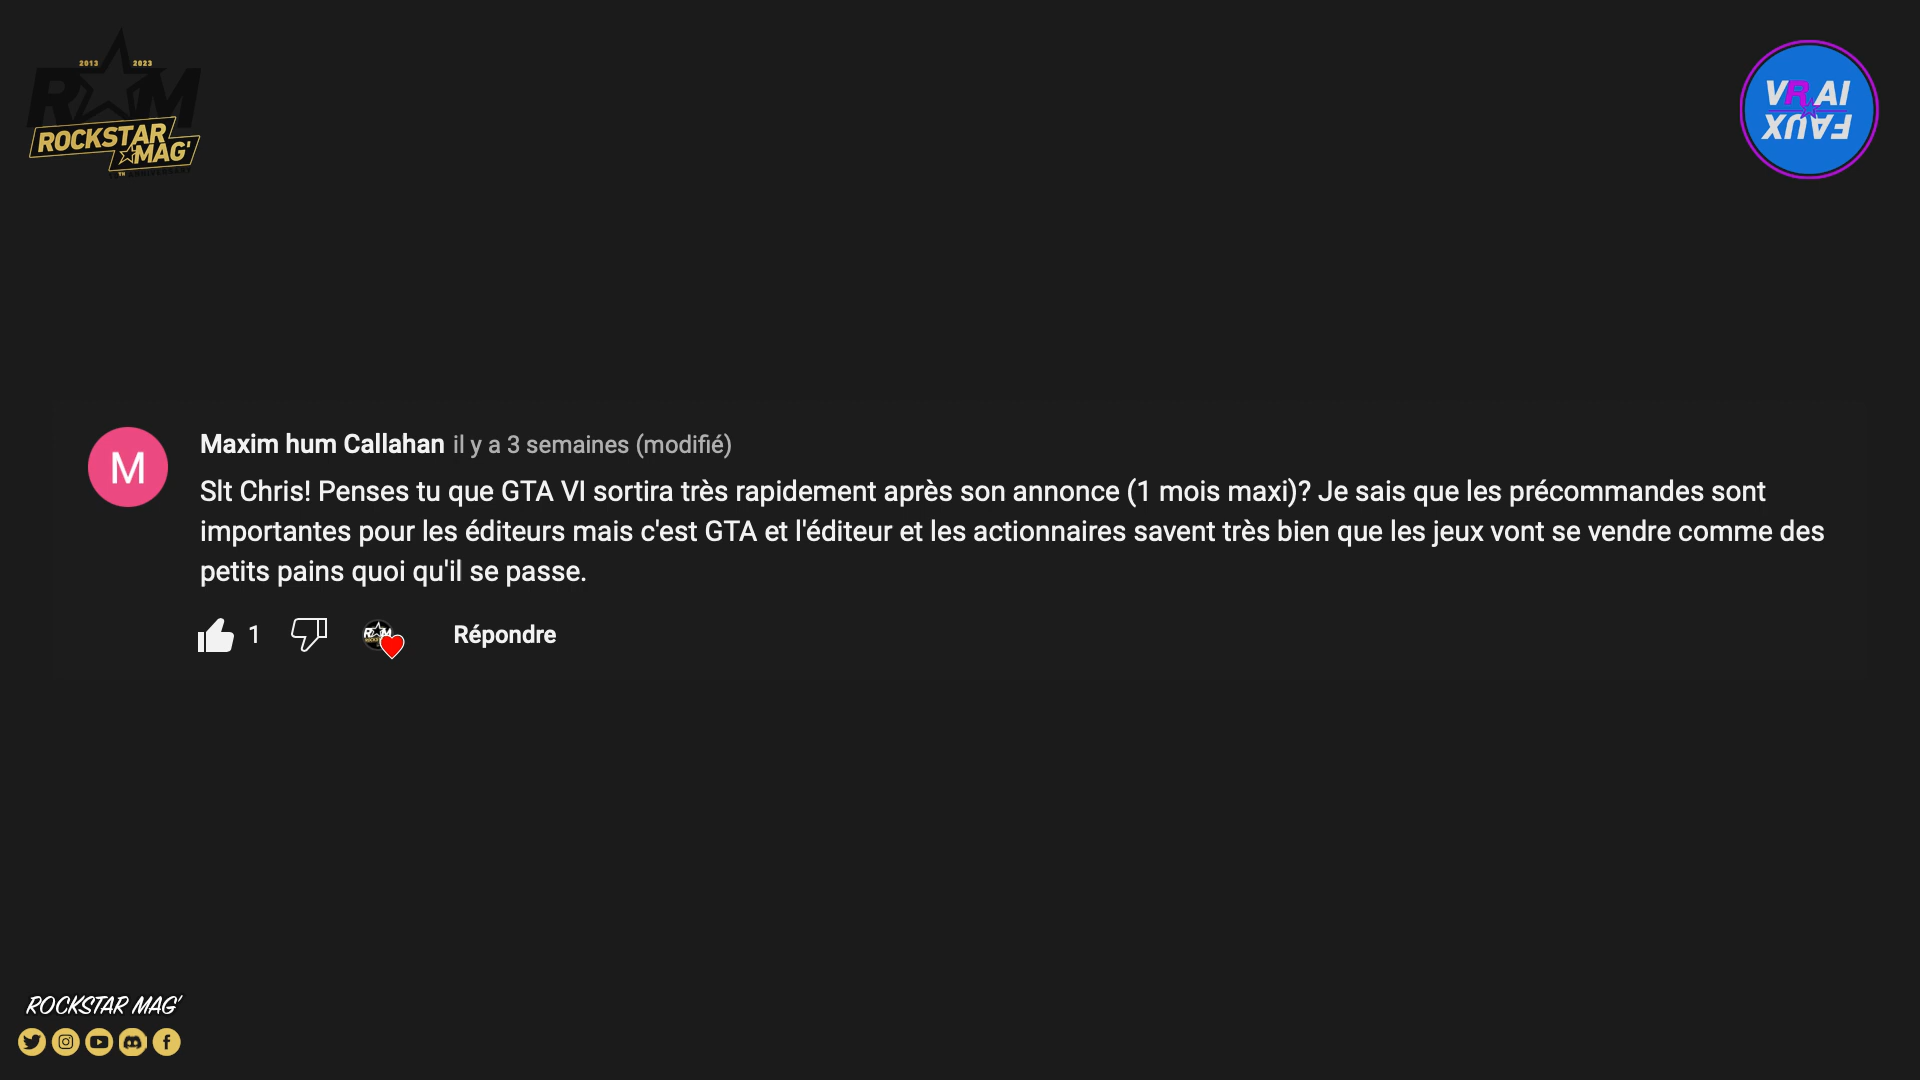 2013 2023
RM
ROCKSTAR
MAG'
TH ANNIVERSARY
VRAI
FAUX
M
Maxim hum Callahan il y a 3 semaines (modifié)
Slt Chris! Penses tu que GTA VI sortira très rapidement après son annonce (1 mois maxi)? Je sais que les précommandes sont
importantes pour les éditeurs mais c'est GTA et l'éditeur et les actionnaires savent très bien que les jeux vont se vendre comme des
petits pains quoi qu'il se passe.
1 Répondre
ROCKSTAR MAG'